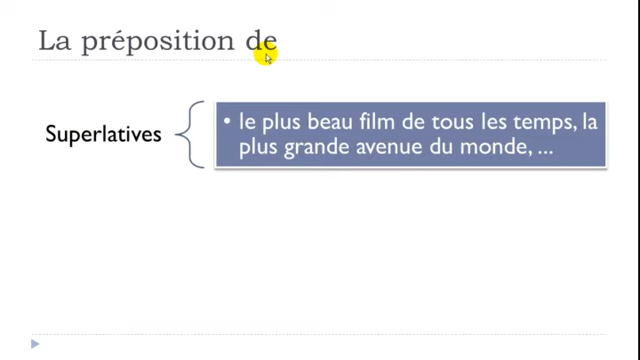 La préposition de
Superlatives
• le plus beau film de tous les temps, la
plus grande avenue du monde, ...